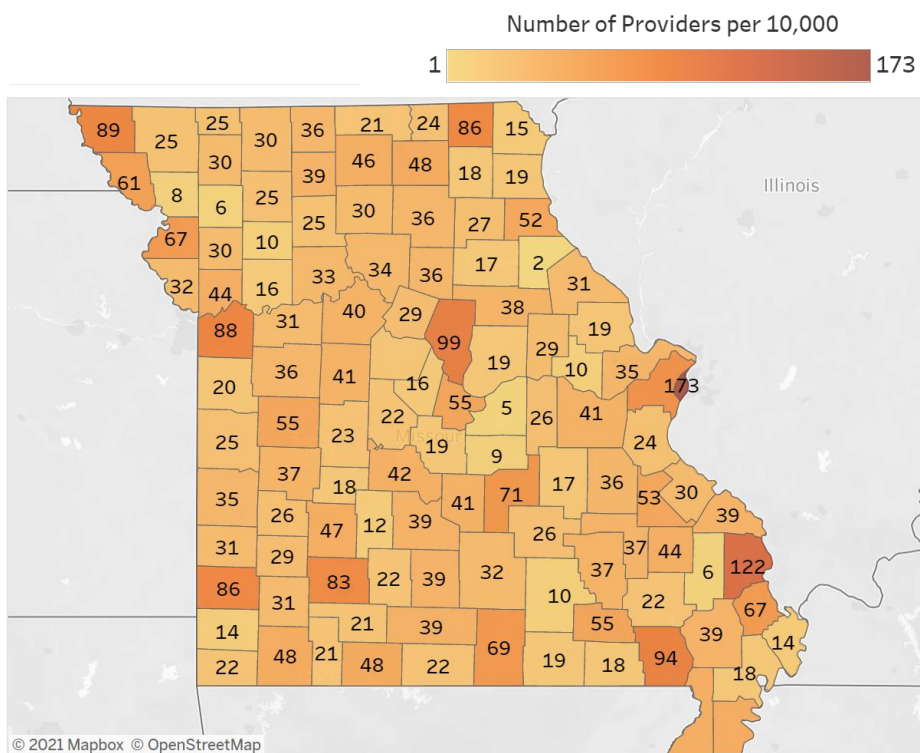 Number of Providers per 10,000
1 173
89 25 25 30 36 21 24 86 15
30 39 46 48 18 19
61 8 6 25 25 30 36 27 52
67 30 10 33 34 36 17 2 31
32 44 16 40 29 38
88 31 99 19 29 19
20 36 41 16 19 10 35 173
55 22 55 5 26 41
25 23 19 9 24
37 18 42 41 71 17 36 53 30
35 26 47 12 39 26 39
31 29 37 44 122
86 31 83 22 39 32 10 37 22 6 67
14 21 39 55 39 14
22 48 21 48 22 69 19 18 94 18
Illinois
Missouri
© 2021 Mapbox © OpenStreetMap